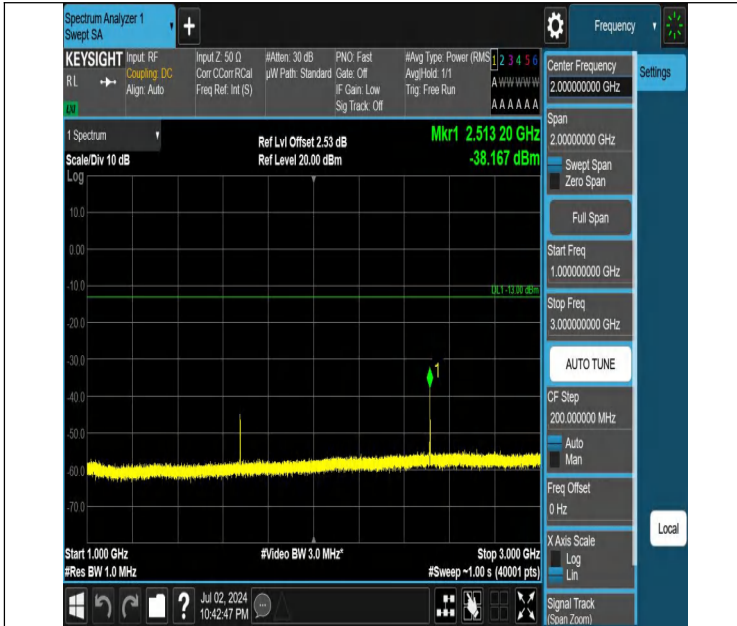 Spectrum Analyzer 1
Swept SA
+
Frequency
KEYSIGHT
RL
Input: RF
Coupling: DC
Align: Auto
Input Z: 50 Ω
Corr CCorr RCal
Freq Ref: Int (S)
#Atten: 30 dB
µW Path: Standard
PNO: Fast
Gate: Off
IF Gain: Low
Sig Track: Off
#Avg Type: Power (RMS
Avg|Hold: 1/1
Trig: Free Run
1 2 3 4 5 6
A W W W W W
A A A A A A
1 Spectrum
Scale/Div 10 dB
Log
Ref Lvl Offset 2.53 dB
Ref Level 20.00 dBm
Mkr1 2.513 20 GHz
-38.167 dBm
10.0
0.00
-10.0
DL1 -13.00 dBm
-20.0
-30.0
1
-40.0
-50.0
-60.0
-70.0
Start 1.000 GHz
#Res BW 1.0 MHz
#Video BW 3.0 MHz*
Stop 3.000 GHz
#Sweep ~1.00 s (40001 pts)
?
Jul 02, 2024
10:42:47 PM
Center Frequency
2.000000000 GHz
Settings
Span
2.00000000 GHz
Swept Span
Zero Span
Full Span
Start Freq
1.000000000 GHz
Stop Freq
3.000000000 GHz
AUTO TUNE
CF Step
200.000000 MHz
Auto
Man
Freq Offset
0 Hz
X Axis Scale
Log
Lin
Local
Signal Track
(Span Zoom)